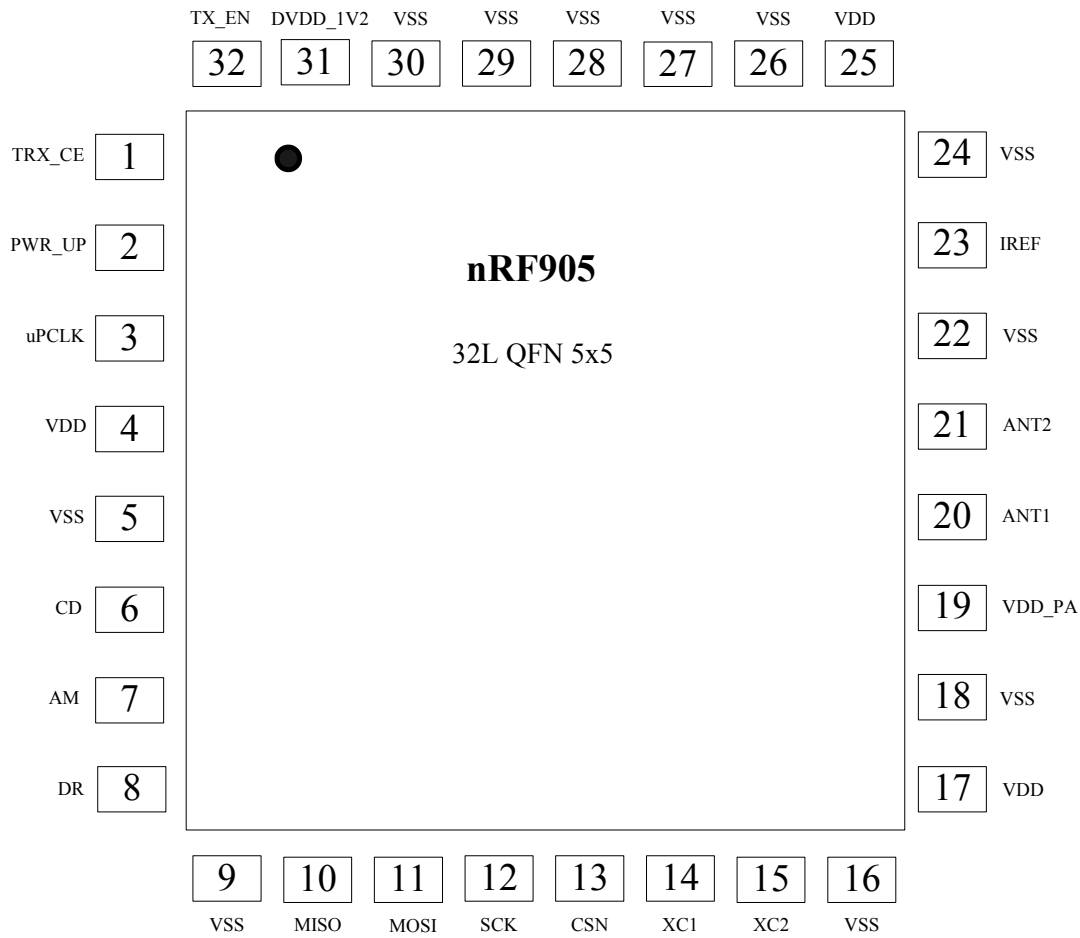 TX_EN DVDD_1V2 VSS VSS VSS VSS VSS VDD
32 31 30 29 28 27 26 25
TRX_CE 1 24 VSS
PWR_UP 2 23 IREF
nRF905
uPCLK 3 22 VSS
32L QFN 5x5
VDD 4 21 ANT2
VSS 5 20 ANT1
CD 6 19 VDD_PA
AM 7 18 VSS
DR 8 17 VDD
9 10 11 12 13 14 15 16
VSS MISO MOSI SCK CSN XC1 XC2 VSS